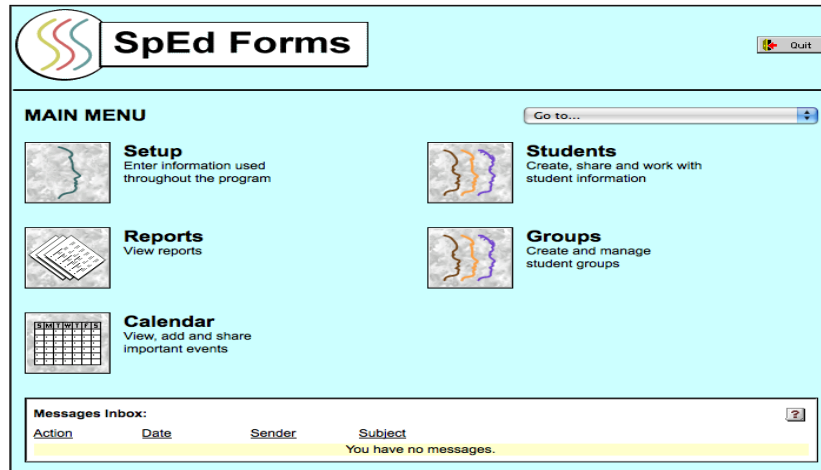 SpEd Forms
Quit
MAIN MENU
Go to...
Setup
Enter information used
throughout the program
Students
Create, share and work with
student information
Reports
View reports
Groups
Create and manage
student groups
S M T W T F S
Calendar
View, add and share
important events
Messages Inbox:
?
Action Date Sender Subject
You have no messages.